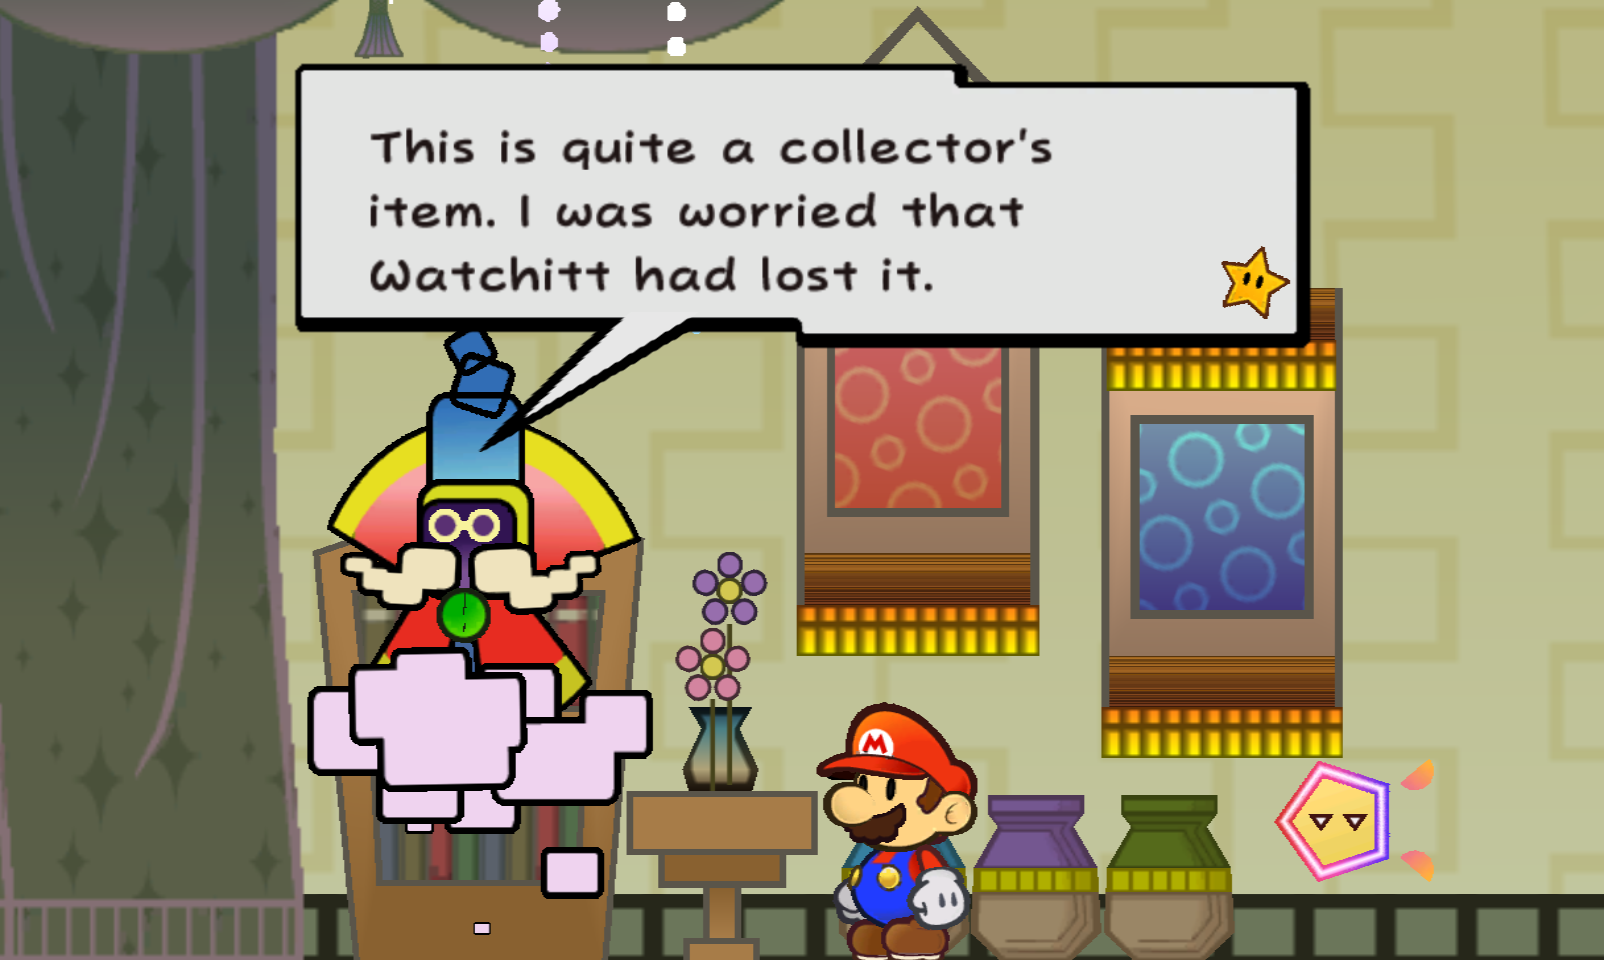 This is quite a collector's
item. I was worried that
Watchitt had lost it.
M